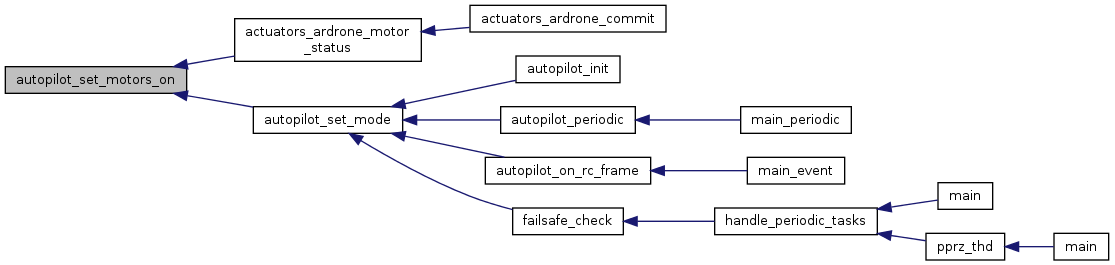 actuators_ardrone_commit
actuators_ardrone_motor
_status
autopilot_init
autopilot_set_motors_on
autopilot_set_mode
autopilot_periodic
main_periodic
autopilot_on_rc_frame
main_event
main
failsafe_check
handle_periodic_tasks
pprz_thd
main